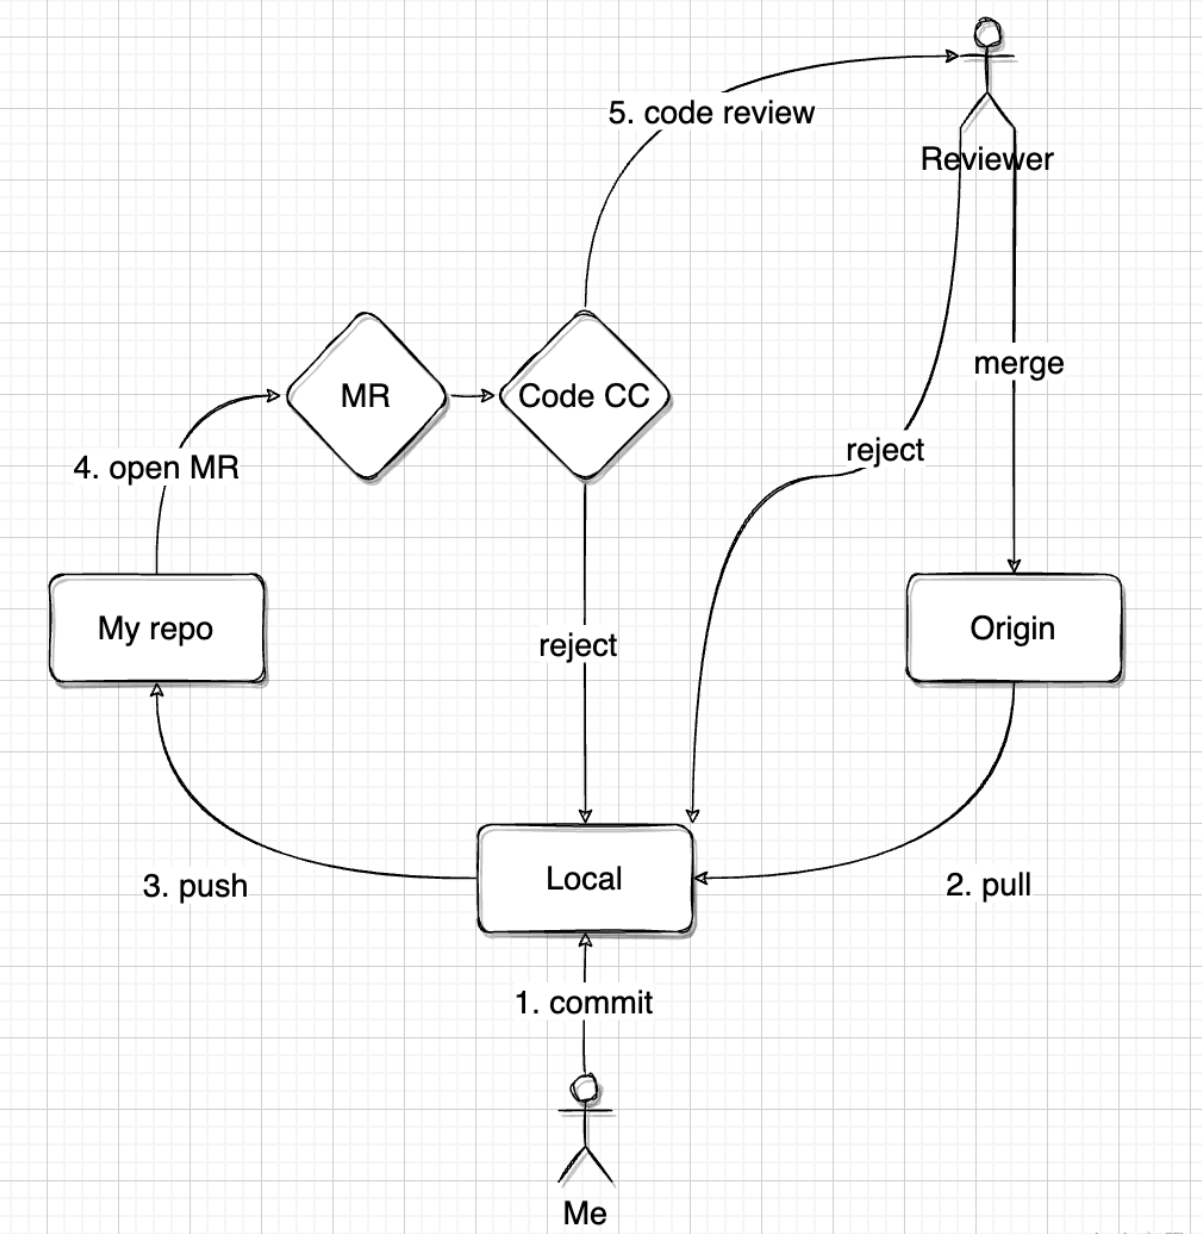 5. code review
Reviewer
merge
MR
Code CC
reject
4. open MR
My repo
reject
Origin
Local
3. push
2. pull
1. commit
Me